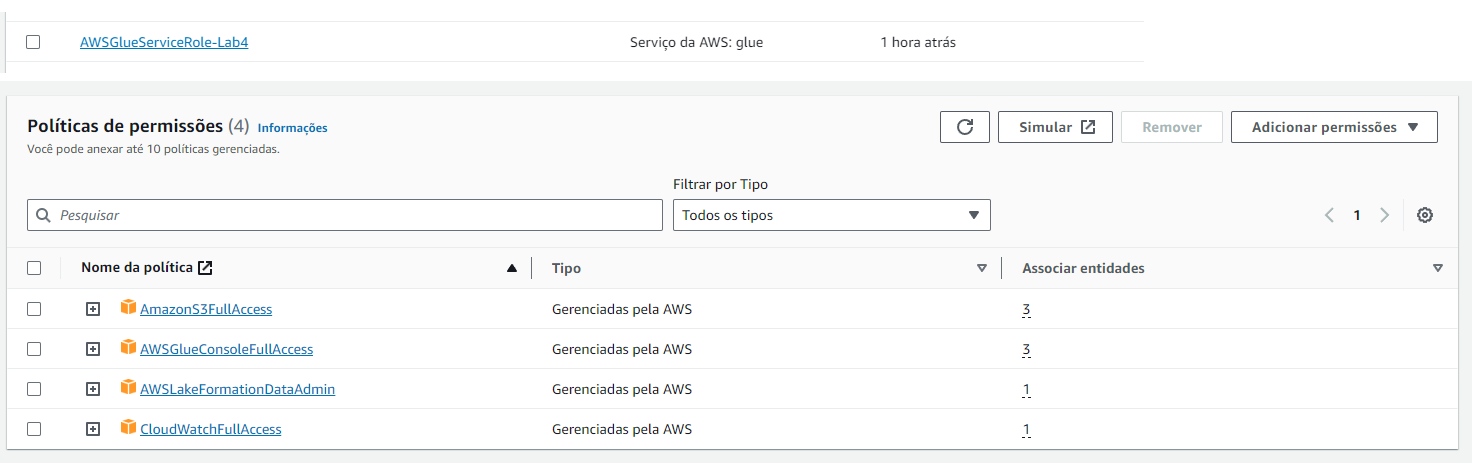 AWSGlueServiceRole-Lab4 Serviço da AWS: glue 1 hora atrás
Políticas de permissões (4) Informações Simular Remover Adicionar permissões
Você pode anexar até 10 políticas gerenciadas.
Filtrar por Tipo
Pesquisar Todos os tipos 1
Nome da política Tipo Associar entidades
AmazonS3FullAccess Gerenciadas pela AWS 3
AWSGlueConsoleFullAccess Gerenciadas pela AWS 3
AWSLakeFormationDataAdmin Gerenciadas pela AWS 1
CloudWatchFullAccess Gerenciadas pela AWS 1